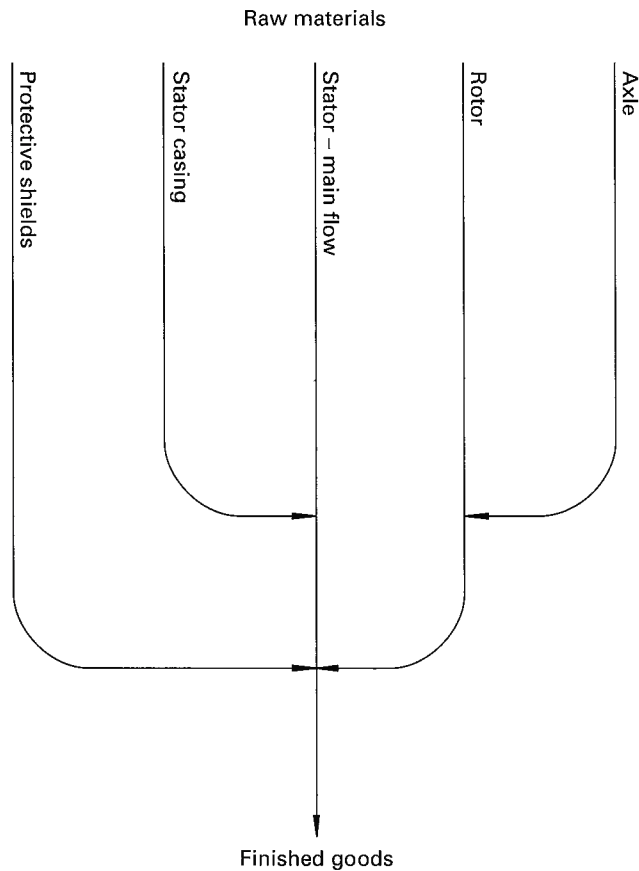 Raw materials
Protective shields
Stator casing
Stator – main flow
Rotor
Axle
Finished goods